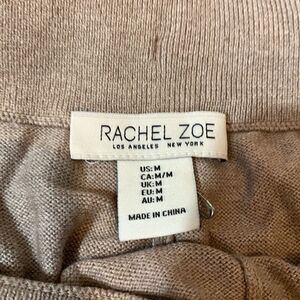 RACHEL ZOE
LOS ANGELES NEW YORK
US: M
CA: M/M
UK: M
EU: M
AU: M
MADE IN CHINA